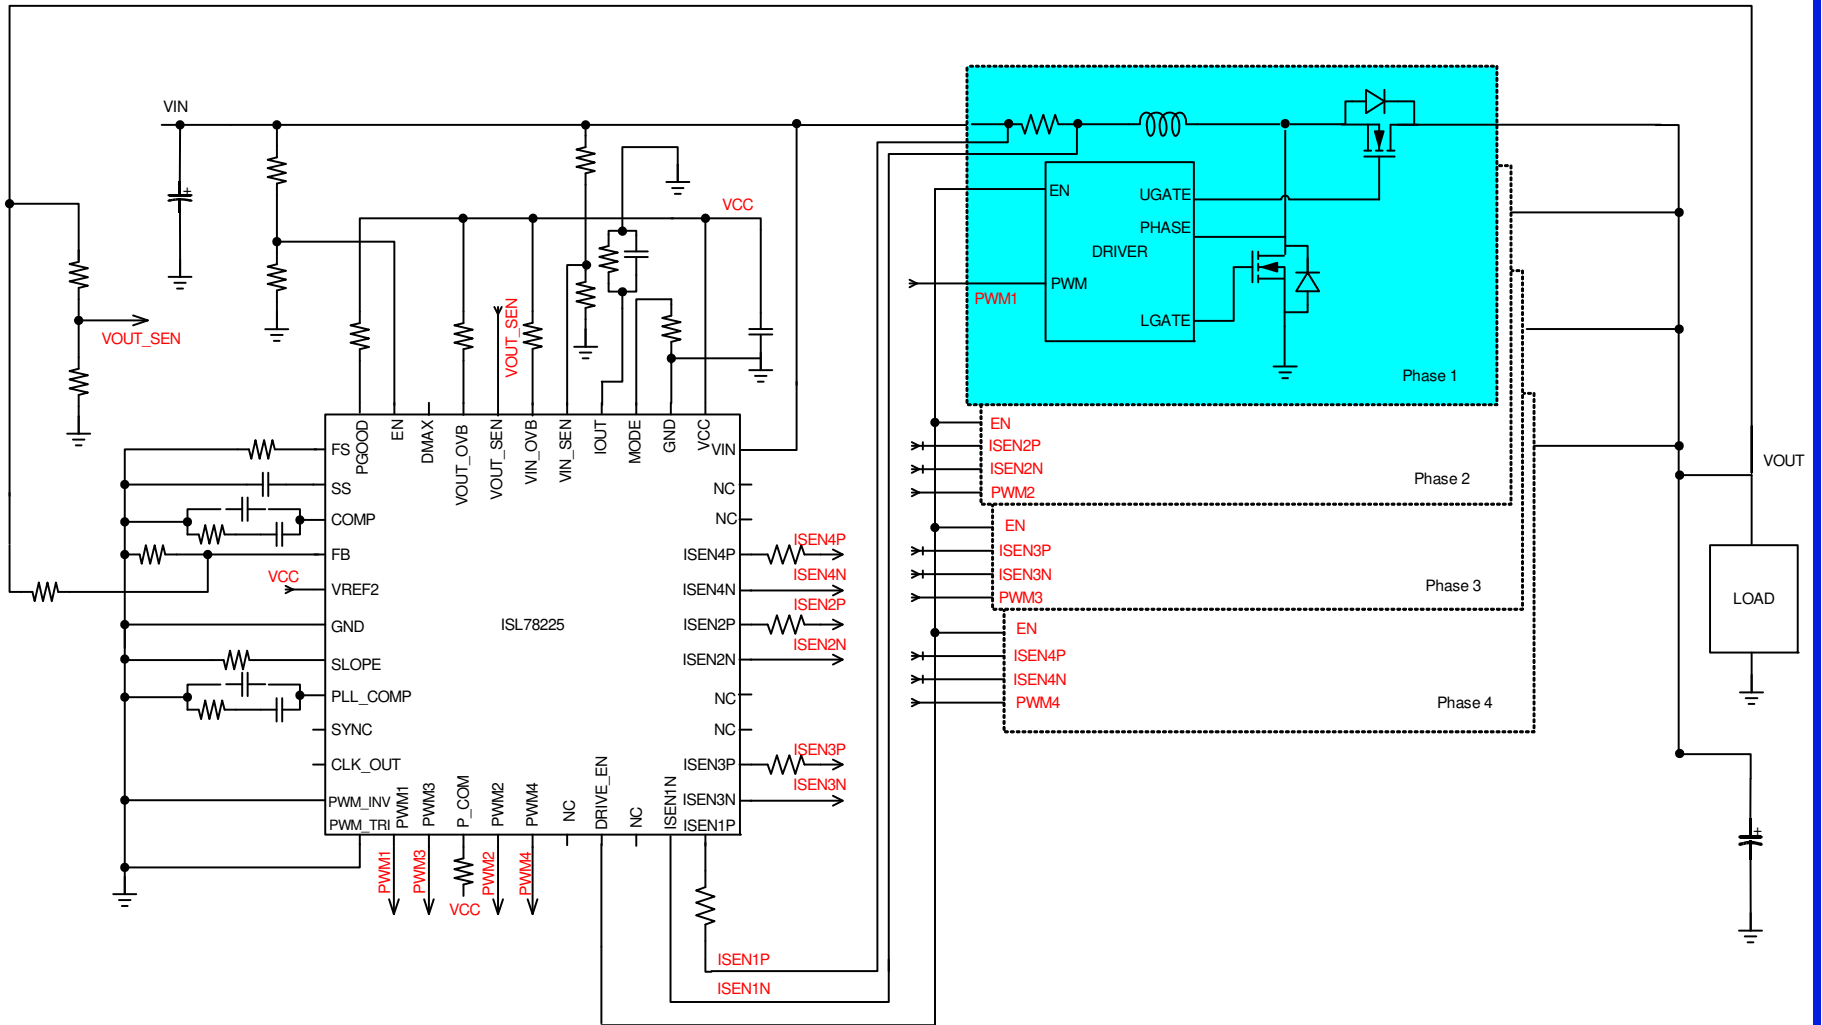 VIN
VCC
VOUT_SEN
VOUT_SEN
PGOOD
EN
DMAX
VOUT_OVB
VOUT_SEN
VIN_OVB
VIN_SEN
IOUT
MODE
GND
VCC
VIN
FS
SS
COMP
FB
VCC
VREF2
GND
SLOPE
PLL_COMP
SYNC
CLK_OUT
PWM_INV
PWM_TRI
ISL78225
NC
NC
ISEN4P
ISEN4P
ISEN4N
ISEN4N
ISEN2P
ISEN2P
ISEN2N
ISEN2N
NC
NC
ISEN3P
ISEN3P
ISEN3N
ISEN3N
ISEN1P
PWM1
PWM3
P_COM
PWM2
PWM4
NC
DRIVE_EN
NC
ISEN1N
PWM1
PWM3
VCC
PWM2
PWM4
ISEN1P
ISEN1N
EN
UGATE
PHASE
DRIVER
PWM
PWM1
LGATE
Phase 1
EN
ISEN2P
ISEN2N
PWM2
Phase 2
EN
ISEN3P
ISEN3N
PWM3
Phase 3
EN
ISEN4P
ISEN4N
PWM4
Phase 4
VOUT
LOAD